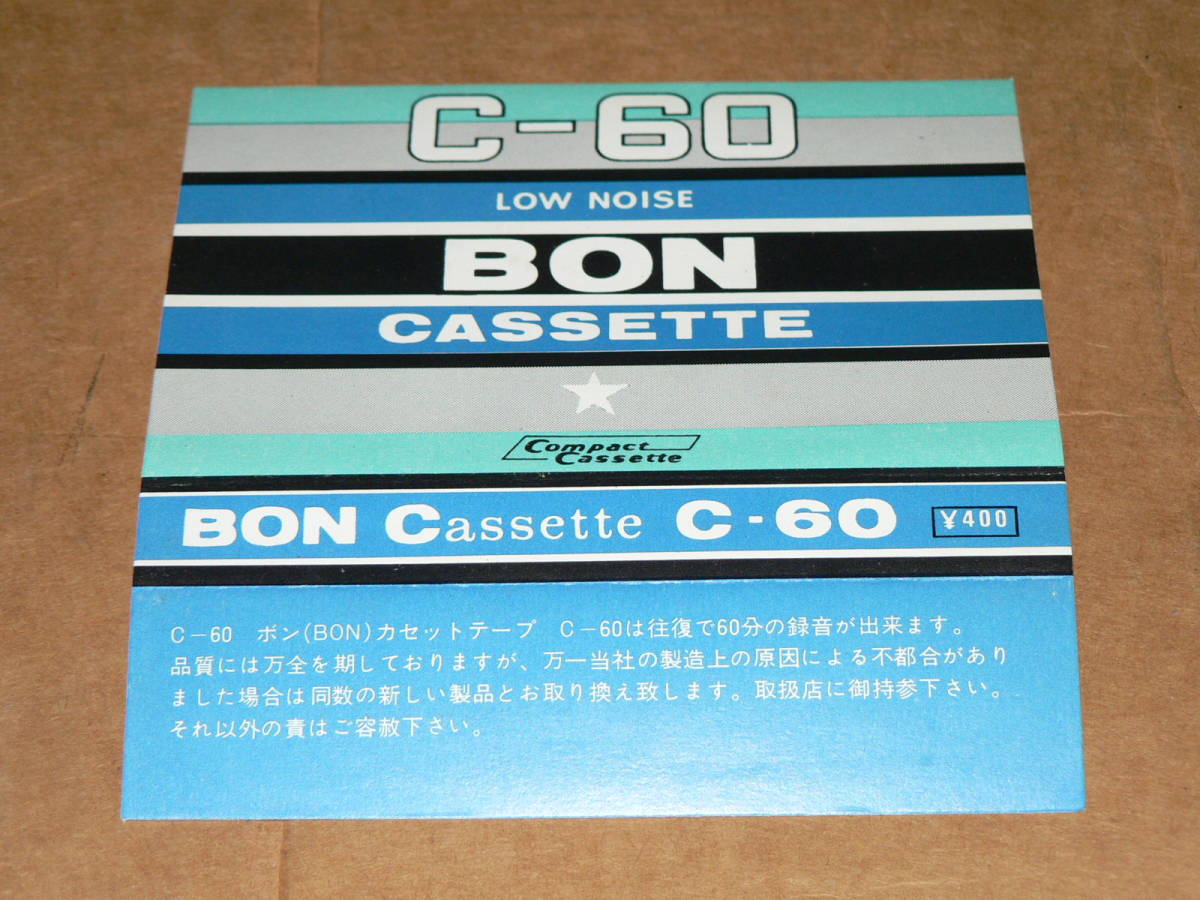 C-60
LOW NOISE
BON
CASSETTE
Compact
Cassette
BON Cassette C-60 ¥400
C-60 ボン(BON)カセットテープ C-60は往復で60分の録音が出来ます。
品質には万全を期しておりますが、万一当社の製造上の原因による不都合があり
ました場合は同数の新しい製品とお取り換え致します。取扱店に御持参下さい。
それ以外の責はご容赦下さい。